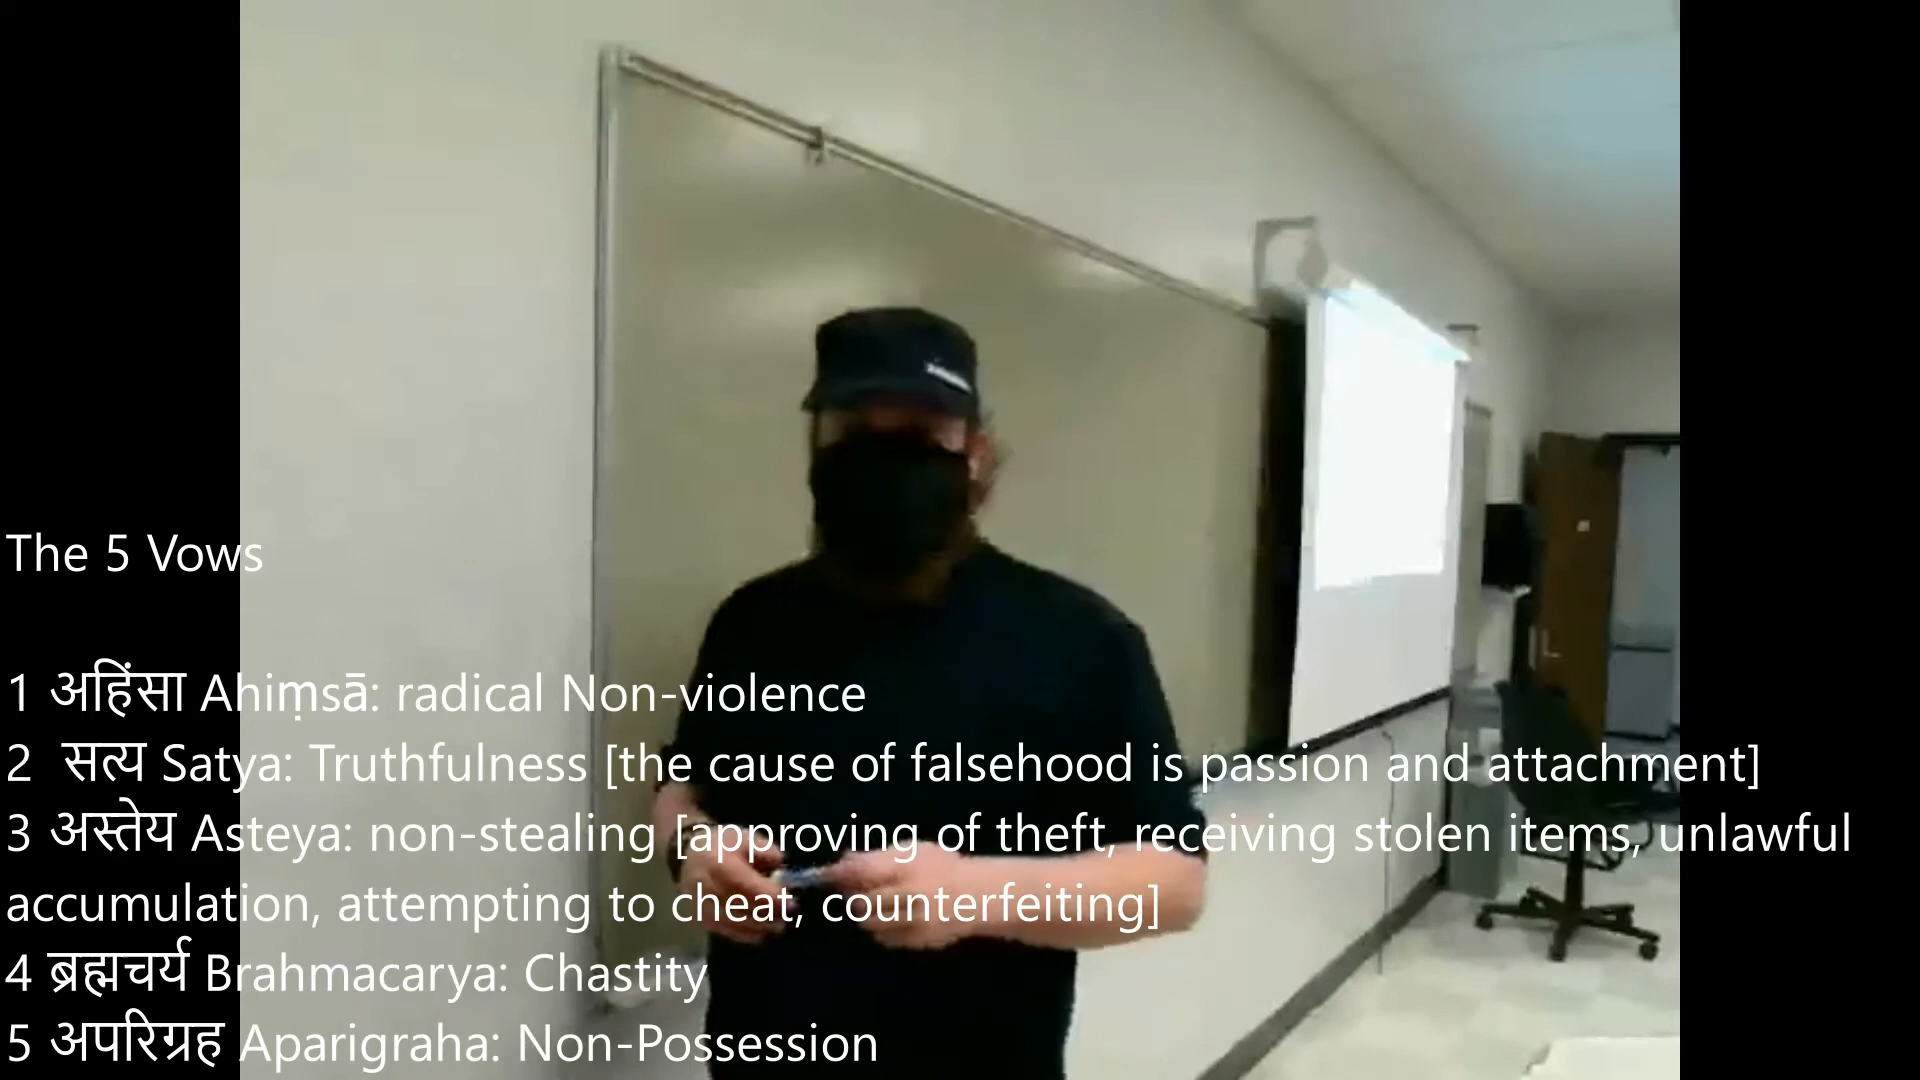 The 5 Vows
1 अहिंसा Ahiṃsā: radical Non-violence
2 सत्य Satya: Truthfulness [the cause of falsehood is passion and attachment]
3 अस्तेय Asteya: non-stealing [approving of theft, receiving stolen items, unlawful
accumulation, attempting to cheat, counterfeiting]
4 ब्रह्मचर्य Brahmacarya: Chastity
5 अपरिग्रह Aparigraha: Non-Possession